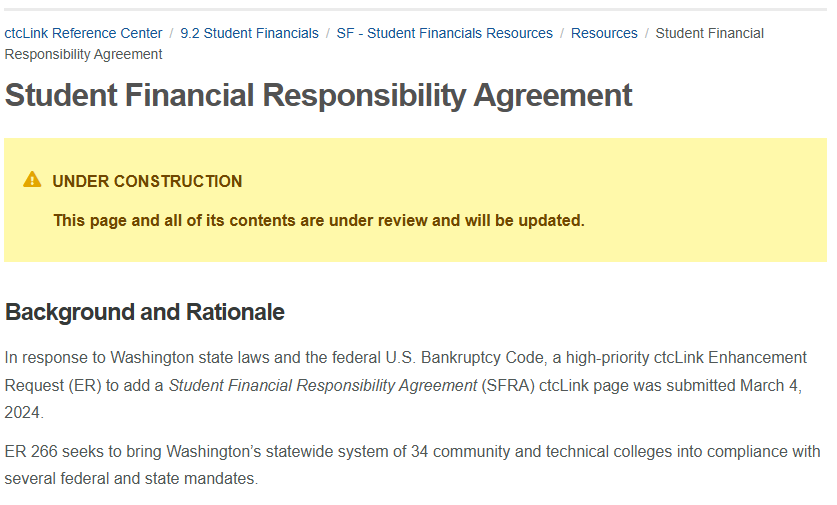 ctcLink Reference Center / 9.2 Student Financials / SF - Student Financials Resources / Resources / Student Financial
Responsibility Agreement
Student Financial Responsibility Agreement
UNDER CONSTRUCTION
This page and all of its contents are under review and will be updated.
Background and Rationale
In response to Washington state laws and the federal U.S. Bankruptcy Code, a high-priority ctcLink Enhancement
Request (ER) to add a Student Financial Responsibility Agreement (SFRA) ctcLink page was submitted March 4,
2024.
ER 266 seeks to bring Washington’s statewide system of 34 community and technical colleges into compliance with
several federal and state mandates.